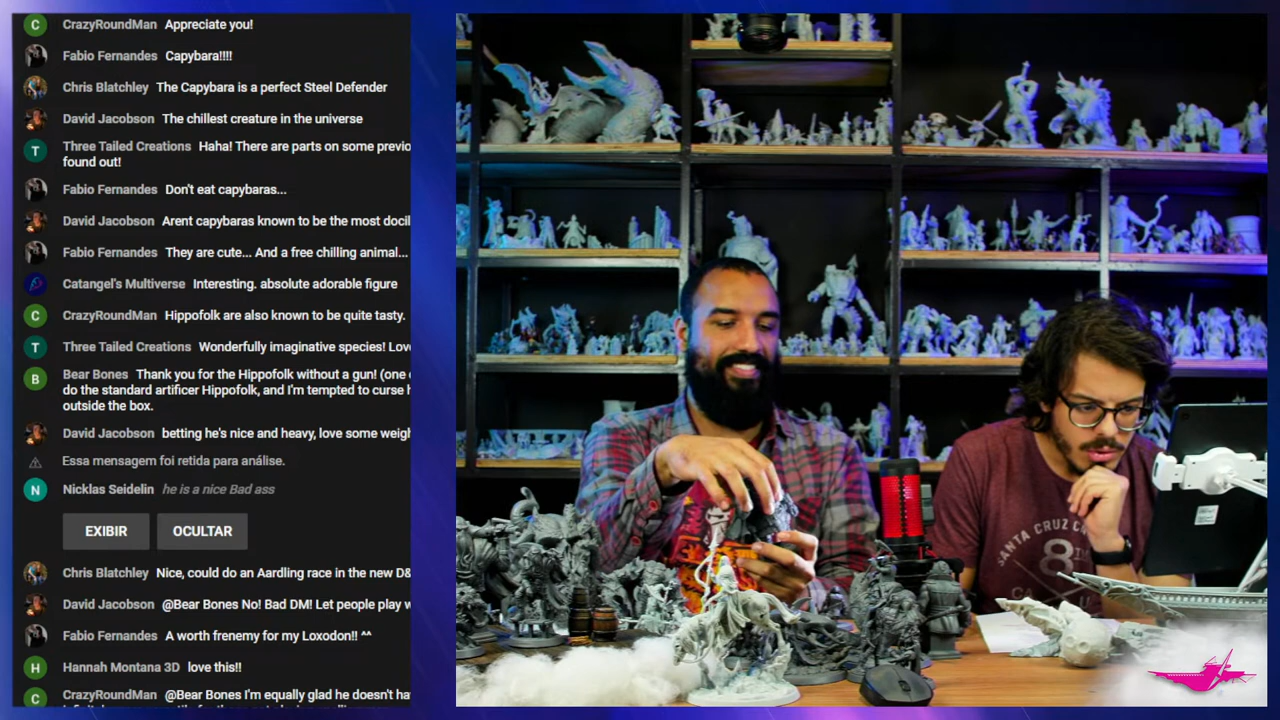 C CrazyRoundMan Appreciate you!
Fabio Fernandes Capybara!!!!
Chris Blatchley The Capybara is a perfect Steel Defender
David Jacobson The chillest creature in the universe
T Three Tailed Creations Haha! There are parts on some previo
found out!
Fabio Fernandes Don't eat capybaras...
David Jacobson Arent capybaras known to be the most docil
Fabio Fernandes They are cute... And a free chilling animal...
Catangel's Multiverse Interesting. absolute adorable figure
C CrazyRoundMan Hippofolk are also known to be quite tasty.
T Three Tailed Creations Wonderfully imaginative species! Lov
B Bear Bones Thank you for the Hippofolk without a gun! (one
do the standard artificer Hippofolk, and I'm tempted to curse h
outside the box.
David Jacobson betting he's nice and heavy, love some weigh
Essa mensagem foi retida para análise.
N Nicklas Seidelin he is a nice Bad ass
EXIBIR OCULTAR
Chris Blatchley Nice, could do an Aardling race in the new D&
David Jacobson @Bear Bones No! Bad DM! Let people play w
Fabio Fernandes A worth frenemy for my Loxodon!! ^^
H Hannah Montana 3D love this!!
C CrazyRoundMan @Bear Bones I'm equally glad he doesn't ha
SANTA CRUZ
8